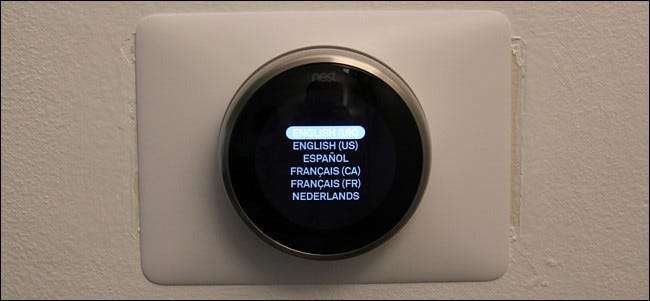 nest
ENGLISH (UK)
ENGLISH (US)
ESPAÑOL
FRANÇAIS (CA)
FRANÇAIS (FR)
NEDERLANDS